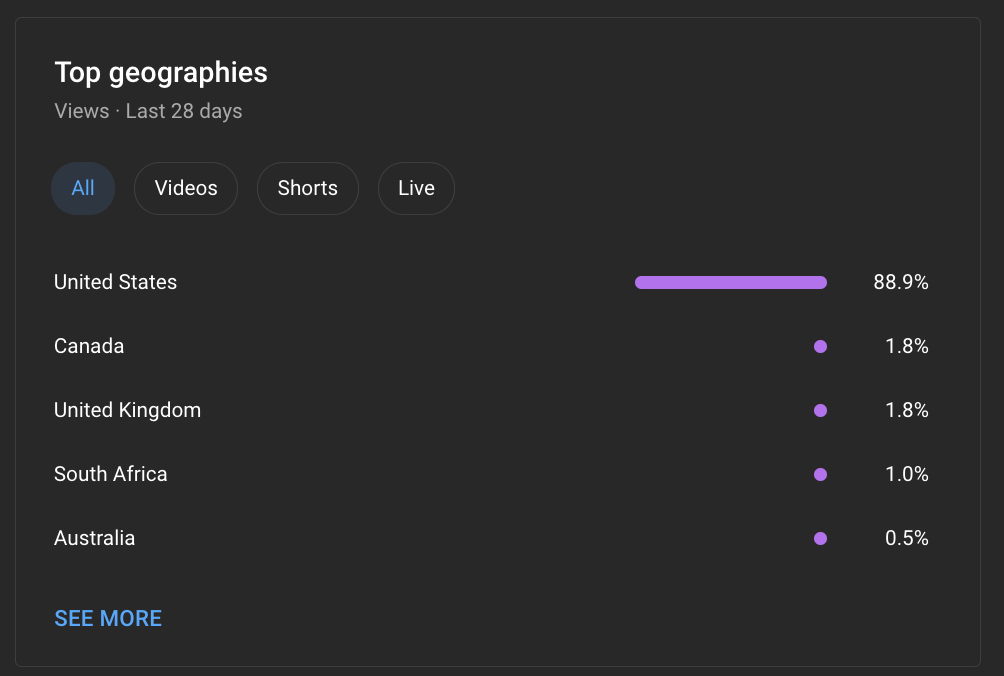 Top geographies
Views · Last 28 days
All Videos Shorts Live
United States 88.9%
Canada 1.8%
United Kingdom 1.8%
South Africa 1.0%
Australia 0.5%
SEE MORE